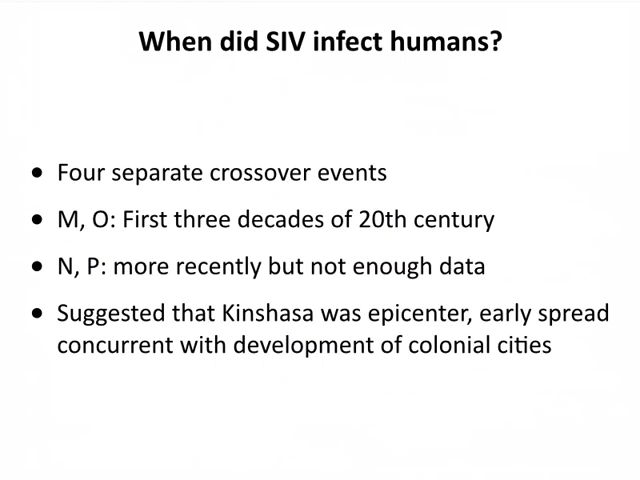 When did SIV infect humans?
● Four separate crossover events
● M, O: First three decades of 20th century
● N, P: more recently but not enough data
● Suggested that Kinshasa was epicenter, early spread
concurrent with development of colonial cities